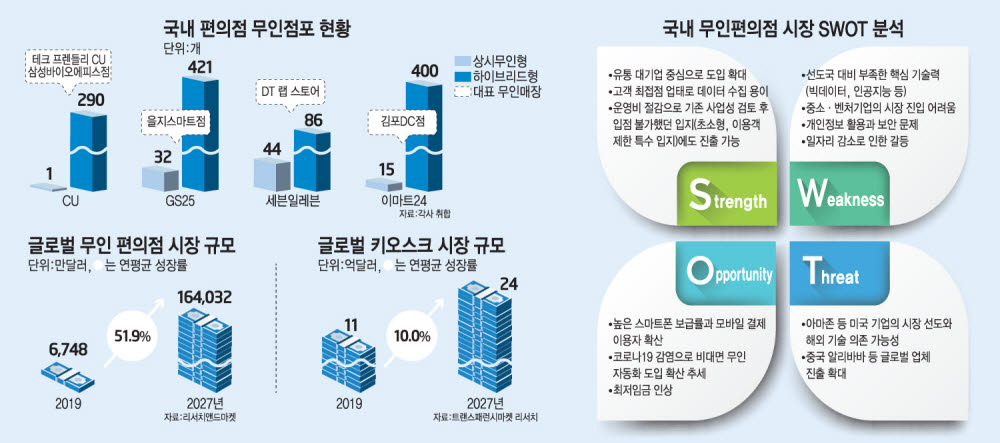 국내 편의점 무인점포 현황
단위:개
상시무인형
하이브리드형
대표 무인매장
테크 프렌들리 CU
삼성바이오에피스점
1
290
CU
을지스마트점
32
421
GS25
DT 랩 스토어
44
86
세븐일레븐
김포DC점
15
400
이마트24
자료:각사 취합
글로벌 무인 편의점 시장 규모
단위:만달러, 는 연평균 성장률
6,748
51.9%
164,032
2019
2027년
자료:리서치앤드마켓
글로벌 키오스크 시장 규모
단위:억달러, 는 연평균 성장률
11
10.0%
24
2019
2027년
자료:트랜스패런시마켓 리서치
국내 무인편의점 시장 SWOT 분석
•유통 대기업 중심으로 도입 확대
•고객 최접점 업태로 데이터 수집 용이
•운영비 절감으로 기존 사업성 검토 후
입점 불가했던 입지(초소형, 이용객
제한 특수 입지)에도 진출 가능
Strength
•선도국 대비 부족한 핵심 기술력
(빅데이터, 인공지능 등)
•중소·벤처기업의 시장 진입 어려움
•개인정보 활용과 보안 문제
•일자리 감소로 인한 갈등
Weakness
Opportunity
•높은 스마트폰 보급률과 모바일 결제
이용자 확산
•코로나19 감염으로 비대면 무인
자동화 도입 확산 추세
•최저임금 인상
Threat
•아마존 등 미국 기업의 시장 선도와
해외 기술 의존 가능성
•중국 알리바바 등 글로벌 업체
진출 확대